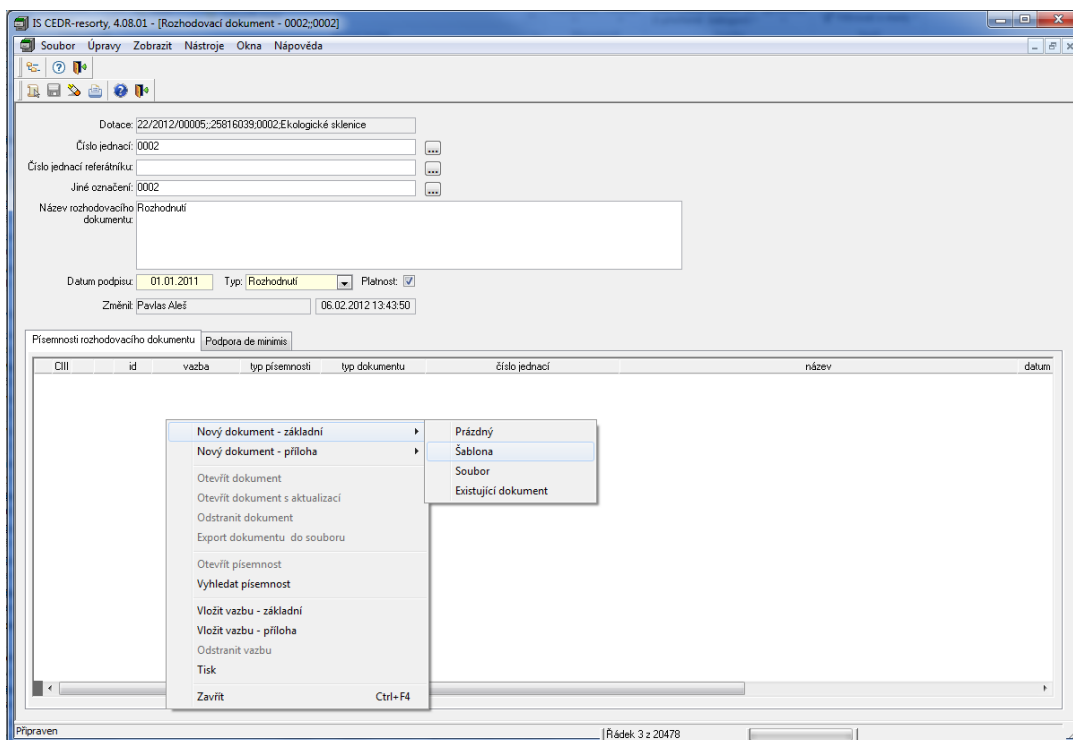 IS CEDR-resorty, 4.08.01 - [Rozhodovací dokument - 0002;;0002]
Soubor Úpravy Zobrazit Nástroje Okna Nápověda
Dotace: 22/2012/00005;;25816039;0002;Ekologické sklenice
Číslo jednací: 0002 ...
Číslo jednací referátníku: ...
Jiné označení: 0002 ...
Název rozhodovacího dokumentu: Rozhodnutí
Datum podpisu: 01.01.2011 Typ: Rozhodnutí Platnost:
Změnil: Pavlas Aleš 06.02.2012 13:43:50
Písemnosti rozhodovacího dokumentu Podpora de minimis
CIII id vazba typ písemnosti typ dokumentu číslo jednací název datum
Nový dokument - základní
Nový dokument - příloha
Otevřít dokument
Otevřít dokument s aktualizací
Odstranit dokument
Export dokumentu do souboru
Otevřít písemnost
Vyhledat písemnost
Vložit vazbu - základní
Vložit vazbu - příloha
Odstranit vazbu
Tisk
Zavřít Ctrl+F4
Prázdný
Šablona
Soubor
Existující dokument
Připraven Řádek 3 z 20478